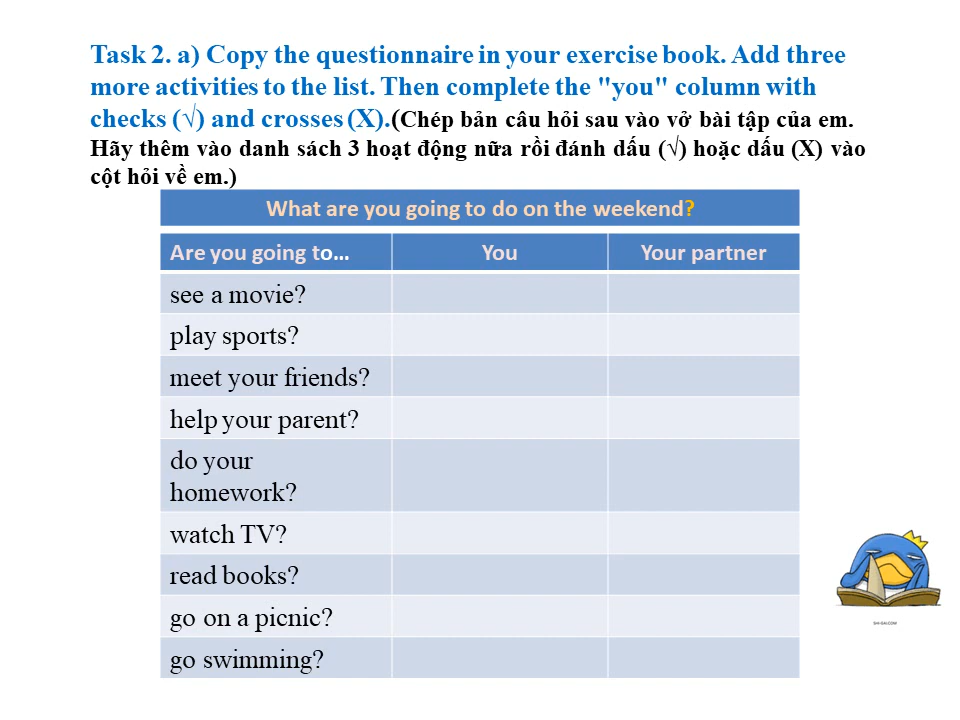 Task 2. a) Copy the questionnaire in your exercise book. Add three
more activities to the list. Then complete the "you" column with
checks (√) and crosses (X).(Chép bản câu hỏi sau vào vở bài tập của em.
Hãy thêm vào danh sách 3 hoạt động nữa rồi đánh dấu (√) hoặc dấu (X) vào
cột hỏi về em.)
What are you going to do on the weekend?
Are you going to... You Your partner
see a movie?
play sports?
meet your friends?
help your parent?
do your
homework?
watch TV?
read books?
go on a picnic?
go swimming?